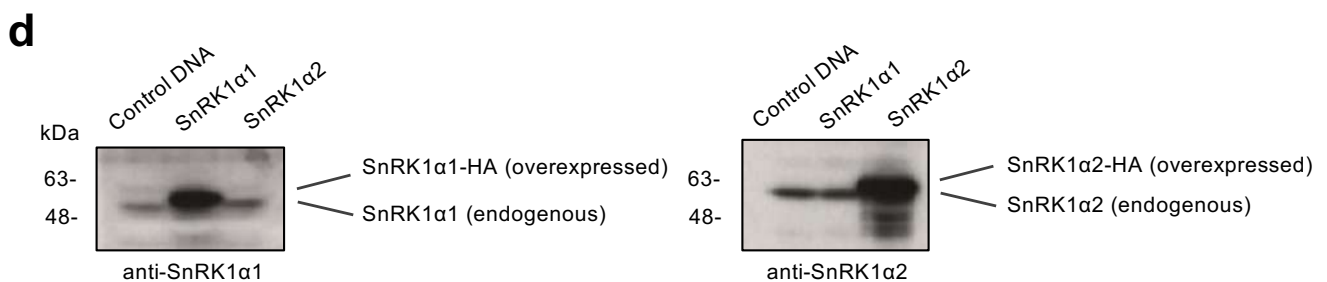 d
Control DNA
SnRK1α1
SnRK1α2
kDa
63-
48-
SnRK1α1-HA (overexpressed)
SnRK1α1 (endogenous)
anti-SnRK1α1
Control DNA
SnRK1α1
SnRK1α2
63-
48-
SnRK1α2-HA (overexpressed)
SnRK1α2 (endogenous)
anti-SnRK1α2